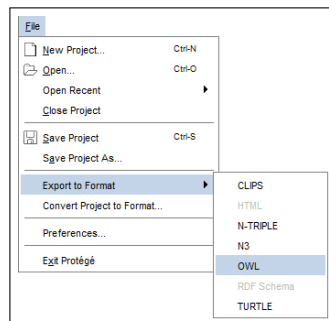 File
New Project... Ctrl-N
Open... Ctrl-O
Open Recent
Close Project
Save Project Ctrl-S
Save Project As...
Export to Format
Convert Project to Format...
Preferences...
Exit Protégé
CLIPS
HTML
N-TRIPLE
N3
OWL
RDF Schema
TURTLE